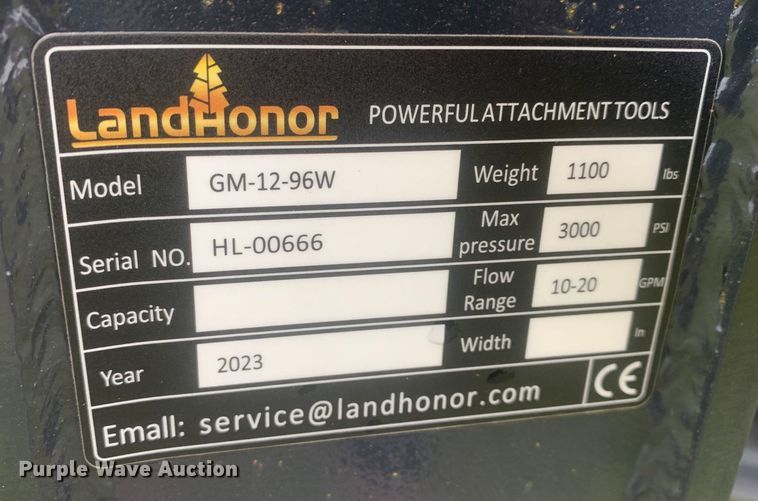 LandHonor POWERFUL ATTACHMENT TOOLS
Model GM-12-96W Weight 1100 lbs
Serial NO. HL-00666 Max pressure 3000 PSI
Capacity Flow Range 10-20 GPM
Year 2023 Width In
Emall: service@landhonor.com CE
Purple Wave Auction